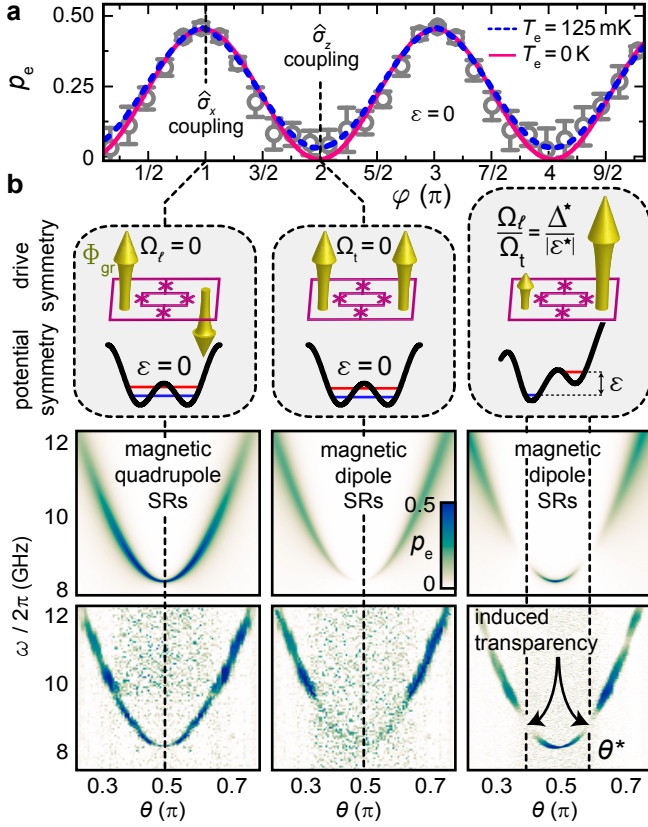 a
0.50
0.25
0
p_e
T_e = 125 mK
T_e = 0 K
σ̂_x
coupling
σ̂_z
coupling
ε = 0
1/2
1
3/2
2
5/2
3
7/2
4
9/2
φ (π)
b
drive
symmetry
potential
symmetry
Φ_gr
Ω_ℓ = 0
ε = 0
Ω_t = 0
ε = 0
Ω_ℓ/Ω_t = Δ*/|ε*|
ε
12
10
8
magnetic
quadrupole
SRs
magnetic
dipole
SRs
0.5
p_e
0
magnetic
dipole
SRs
ω / 2π (GHz)
12
10
8
induced
transparency
θ*
0.3
0.5
0.7
θ (π)
0.3
0.5
0.7
θ (π)
0.3
0.5
0.7
θ (π)